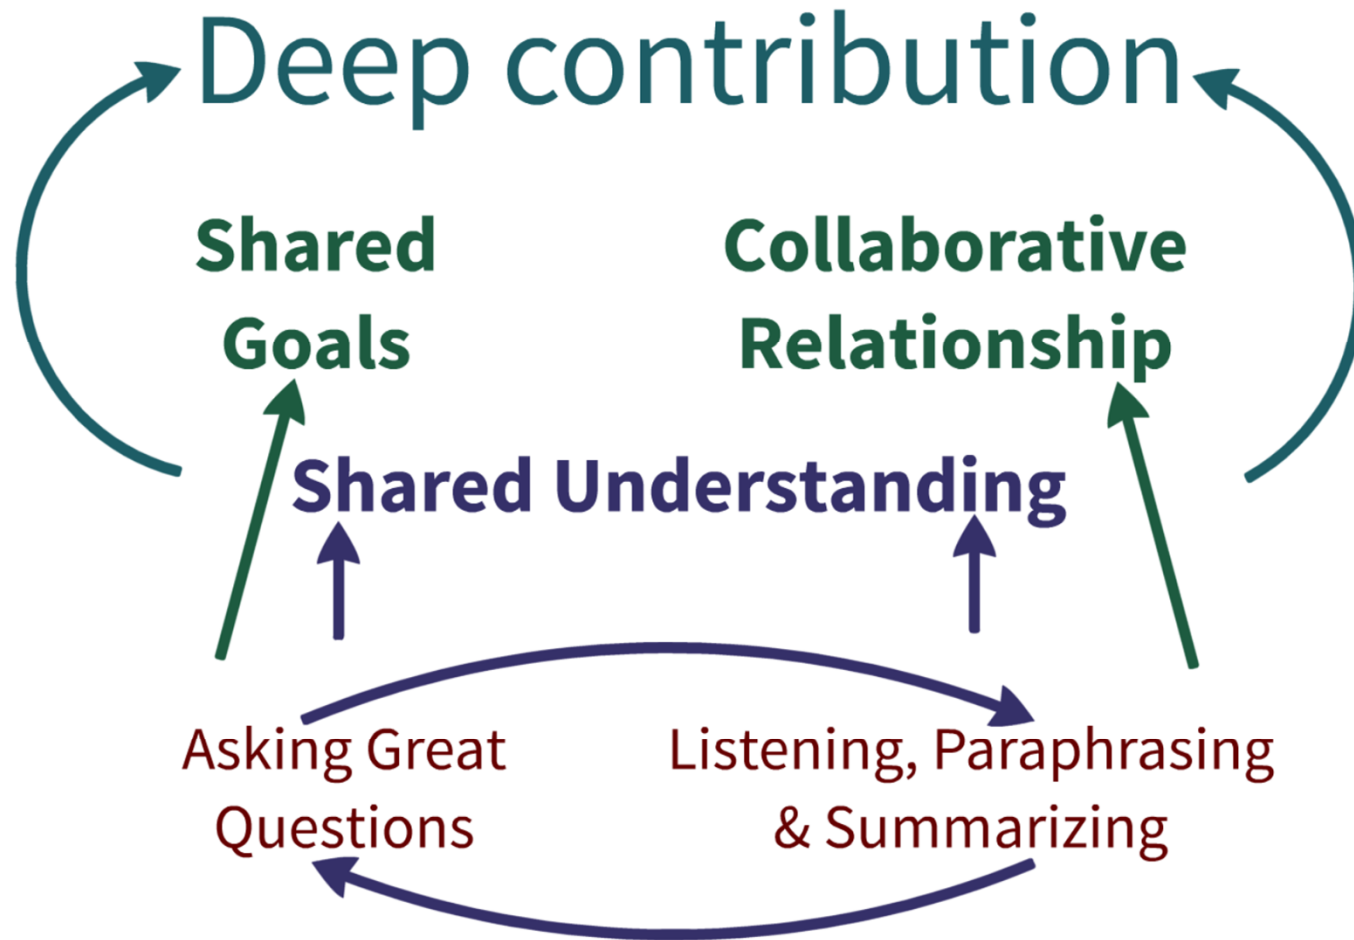 Deep contribution
Shared
Goals
Collaborative
Relationship
Shared Understanding
Asking Great
Questions
Listening, Paraphrasing
& Summarizing